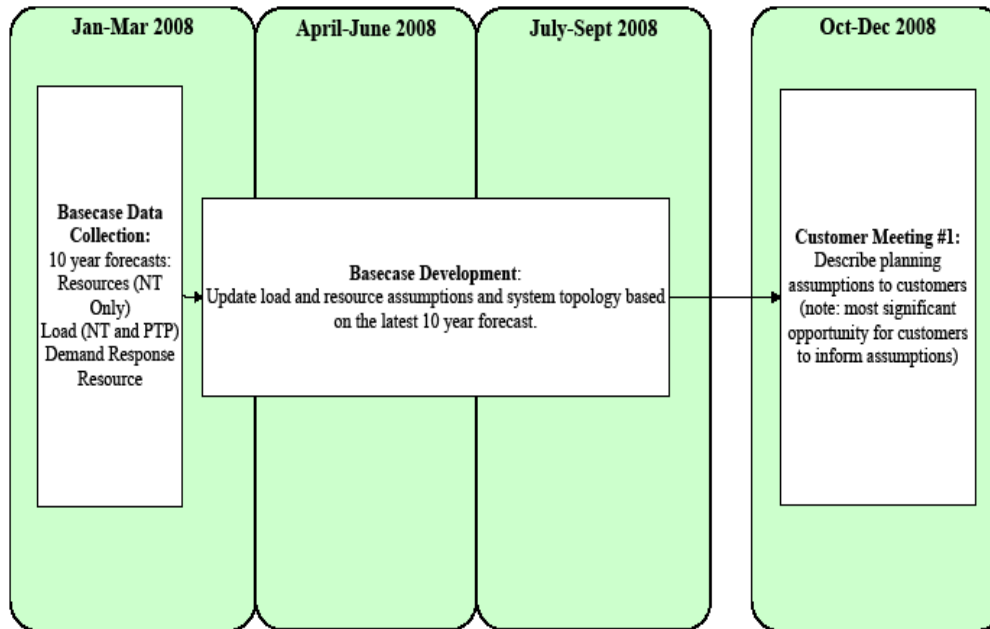 Jan-Mar 2008
April-June 2008
July-Sept 2008
Oct-Dec 2008
Basecase Data
Collection:
10 year forecasts:
Resources (NT
Only)
Load (NT and PTP)
Demand Response
Resource
Basecase Development:
Update load and resource assumptions and system topology based
on the latest 10 year forecast.
Customer Meeting #1:
Describe planning
assumptions to customers
(note: most significant
opportunity for customers
to inform assumptions)